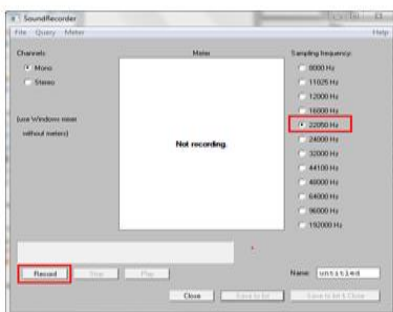 SoundRecorder
File Query Meter Help
Channels:
Mono
Stereo
(use Windows mixer
without meters)
Meter
Not recording.
Sampling frequency:
8000 Hz
11025 Hz
12000 Hz
16000 Hz
22050 Hz
24000 Hz
32000 Hz
44100 Hz
48000 Hz
64000 Hz
96000 Hz
192000 Hz
Record Stop Play
Name: untitled
Close Save to list Save to list & Close